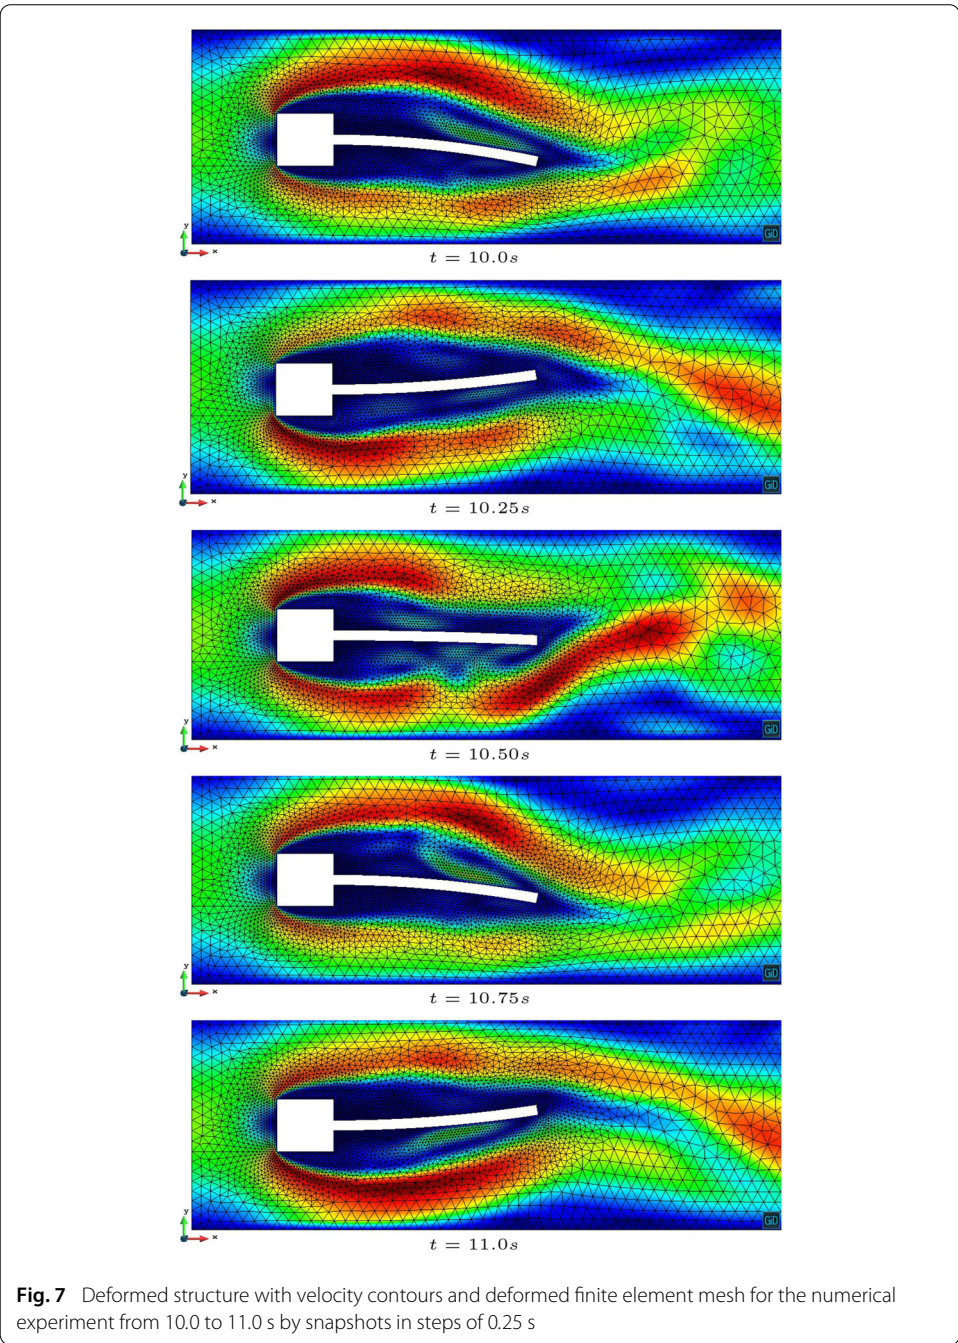 y
x
GiD
t = 10.0s
y
x
GiD
t = 10.25s
y
x
GiD
t = 10.50s
y
x
GiD
t = 10.75s
y
x
GiD
t = 11.0s
Fig. 7 Deformed structure with velocity contours and deformed finite element mesh for the numerical
experiment from 10.0 to 11.0 s by snapshots in steps of 0.25 s